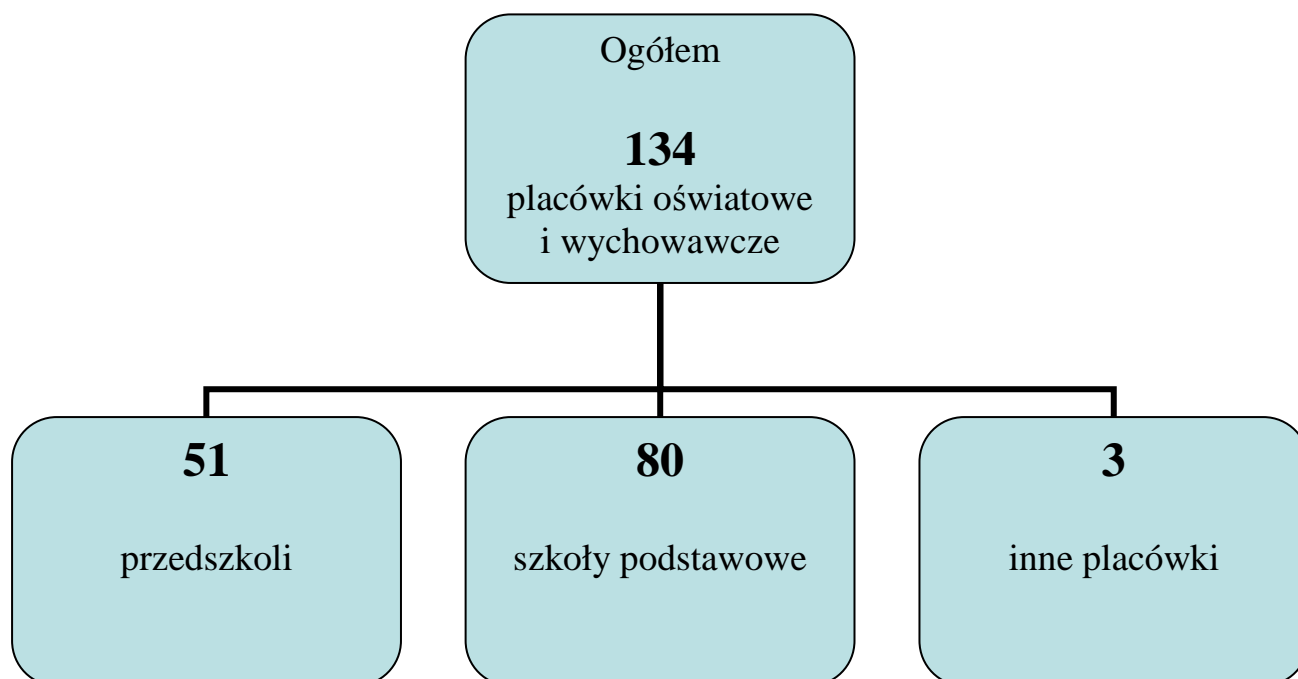 Ogółem
134
placówki oświatowe
i wychowawcze
51
przedszkoli
80
szkoły podstawowe
3
inne placówki